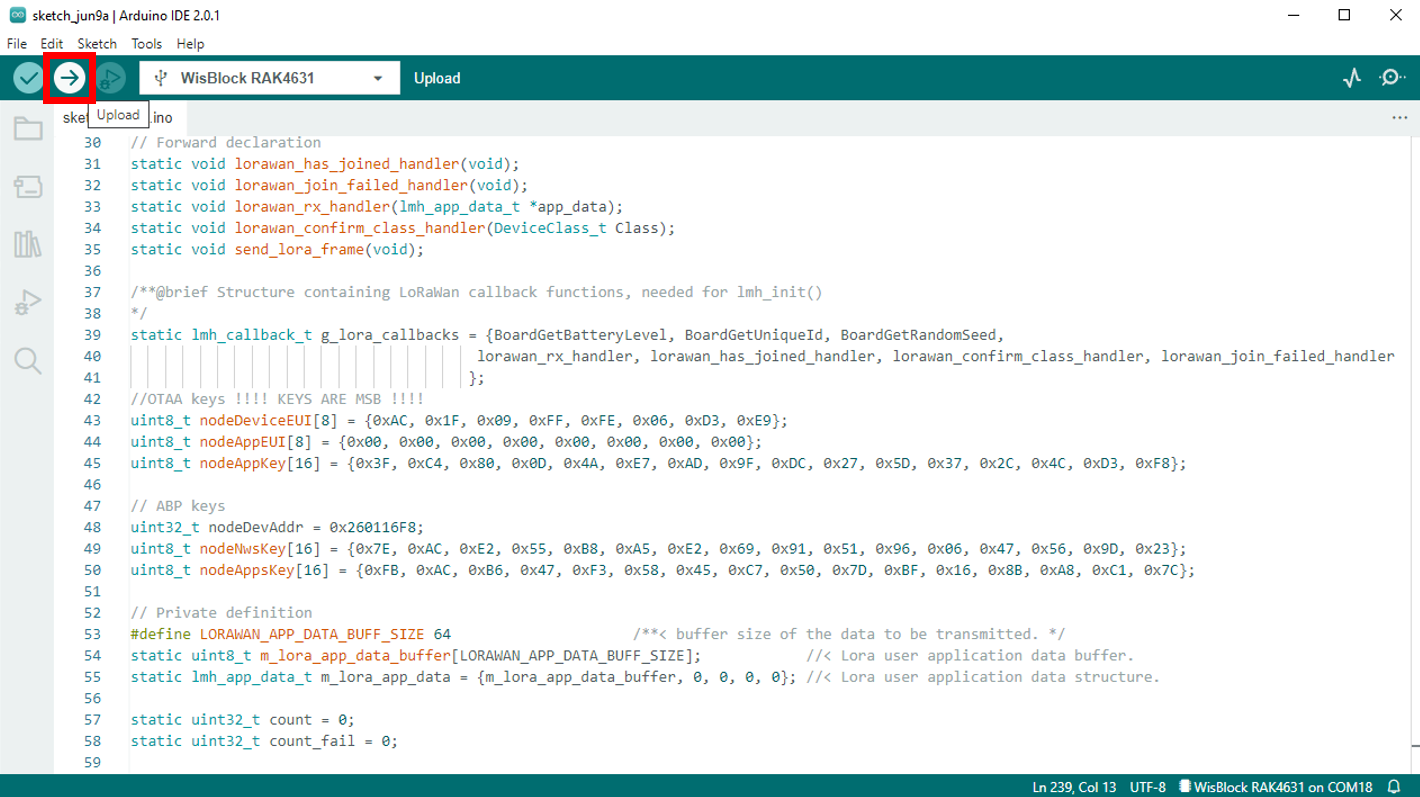 sketch_jun9a | Arduino IDE 2.0.1
File Edit Sketch Tools Help
WisBlock RAK4631 Upload
sket .ino
Upload
30 // Forward declaration
31 static void lorawan_has_joined_handler(void);
32 static void lorawan_join_failed_handler(void);
33 static void lorawan_rx_handler(lmh_app_data_t *app_data);
34 static void lorawan_confirm_class_handler(DeviceClass_t Class);
35 static void send_lora_frame(void);
36
37 /**@brief Structure containing LoRaWan callback functions, needed for lmh_init()
38 */
39 static lmh_callback_t g_lora_callbacks = {BoardGetBatteryLevel, BoardGetUniqueId, BoardGetRandomSeed,
40 lorawan_rx_handler, lorawan_has_joined_handler, lorawan_confirm_class_handler, lorawan_join_failed_handler
41 };
42 //OTAA keys !!!! KEYS ARE MSB !!!!
43 uint8_t nodeDeviceEUI[8] = {0xAC, 0x1F, 0x09, 0xFF, 0xFE, 0x06, 0xD3, 0xE9};
44 uint8_t nodeAppEUI[8] = {0x00, 0x00, 0x00, 0x00, 0x00, 0x00, 0x00, 0x00};
45 uint8_t nodeAppKey[16] = {0x3F, 0xC4, 0x80, 0x0D, 0x4A, 0xE7, 0xAD, 0x9F, 0xDC, 0x27, 0x5D, 0x37, 0x2C, 0x4C, 0xD3, 0xF8};
46
47 // ABP keys
48 uint32_t nodeDevAddr = 0x260116F8;
49 uint8_t nodeNwsKey[16] = {0x7E, 0xAC, 0xE2, 0x55, 0xB8, 0xA5, 0xE2, 0x69, 0x91, 0x51, 0x96, 0x06, 0x47, 0x56, 0x9D, 0x23};
50 uint8_t nodeAppsKey[16] = {0xFB, 0xAC, 0xB6, 0x47, 0xF3, 0x58, 0x45, 0xC7, 0x50, 0x7D, 0xBF, 0x16, 0x8B, 0xA8, 0xC1, 0x7C};
51
52 // Private definition
53 #define LORAWAN_APP_DATA_BUFF_SIZE 64 /**< buffer size of the data to be transmitted. */
54 static uint8_t m_lora_app_data_buffer[LORAWAN_APP_DATA_BUFF_SIZE]; //< Lora user application data buffer.
55 static lmh_app_data_t m_lora_app_data = {m_lora_app_data_buffer, 0, 0, 0, 0}; //< Lora user application data structure.
56
57 static uint32_t count = 0;
58 static uint32_t count_fail = 0;
59
Ln 239, Col 13 UTF-8 WisBlock RAK4631 on COM18